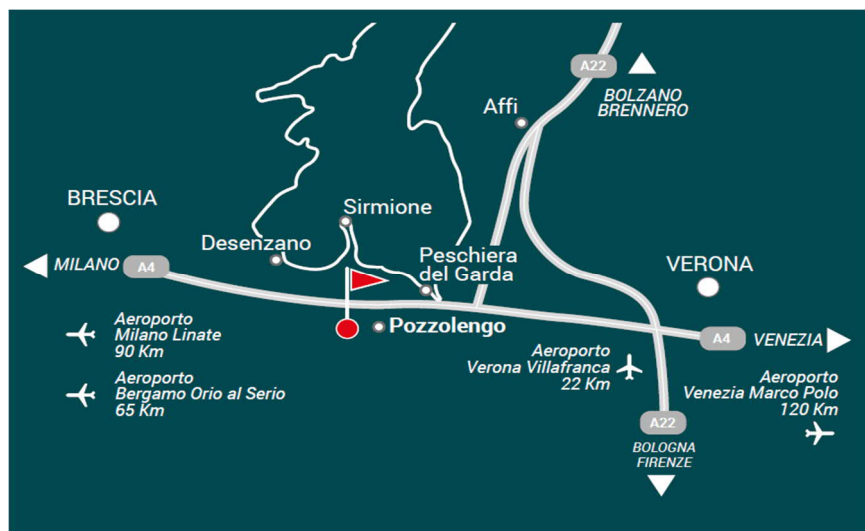 A22
BOLZANO
BRENNERO
Affi
BRESCIA
Sirmione
Desenzano
MILANO
A4
Peschiera
del Garda
VERONA
Pozzolengo
A4
VENEZIA
Aeroporto
Milano Linate
90 Km
Aeroporto
Bergamo Orio al Serio
65 Km
Aeroporto
Verona Villafranca
22 Km
Aeroporto
Venezia Marco Polo
120 Km
A22
BOLOGNA
FIRENZE